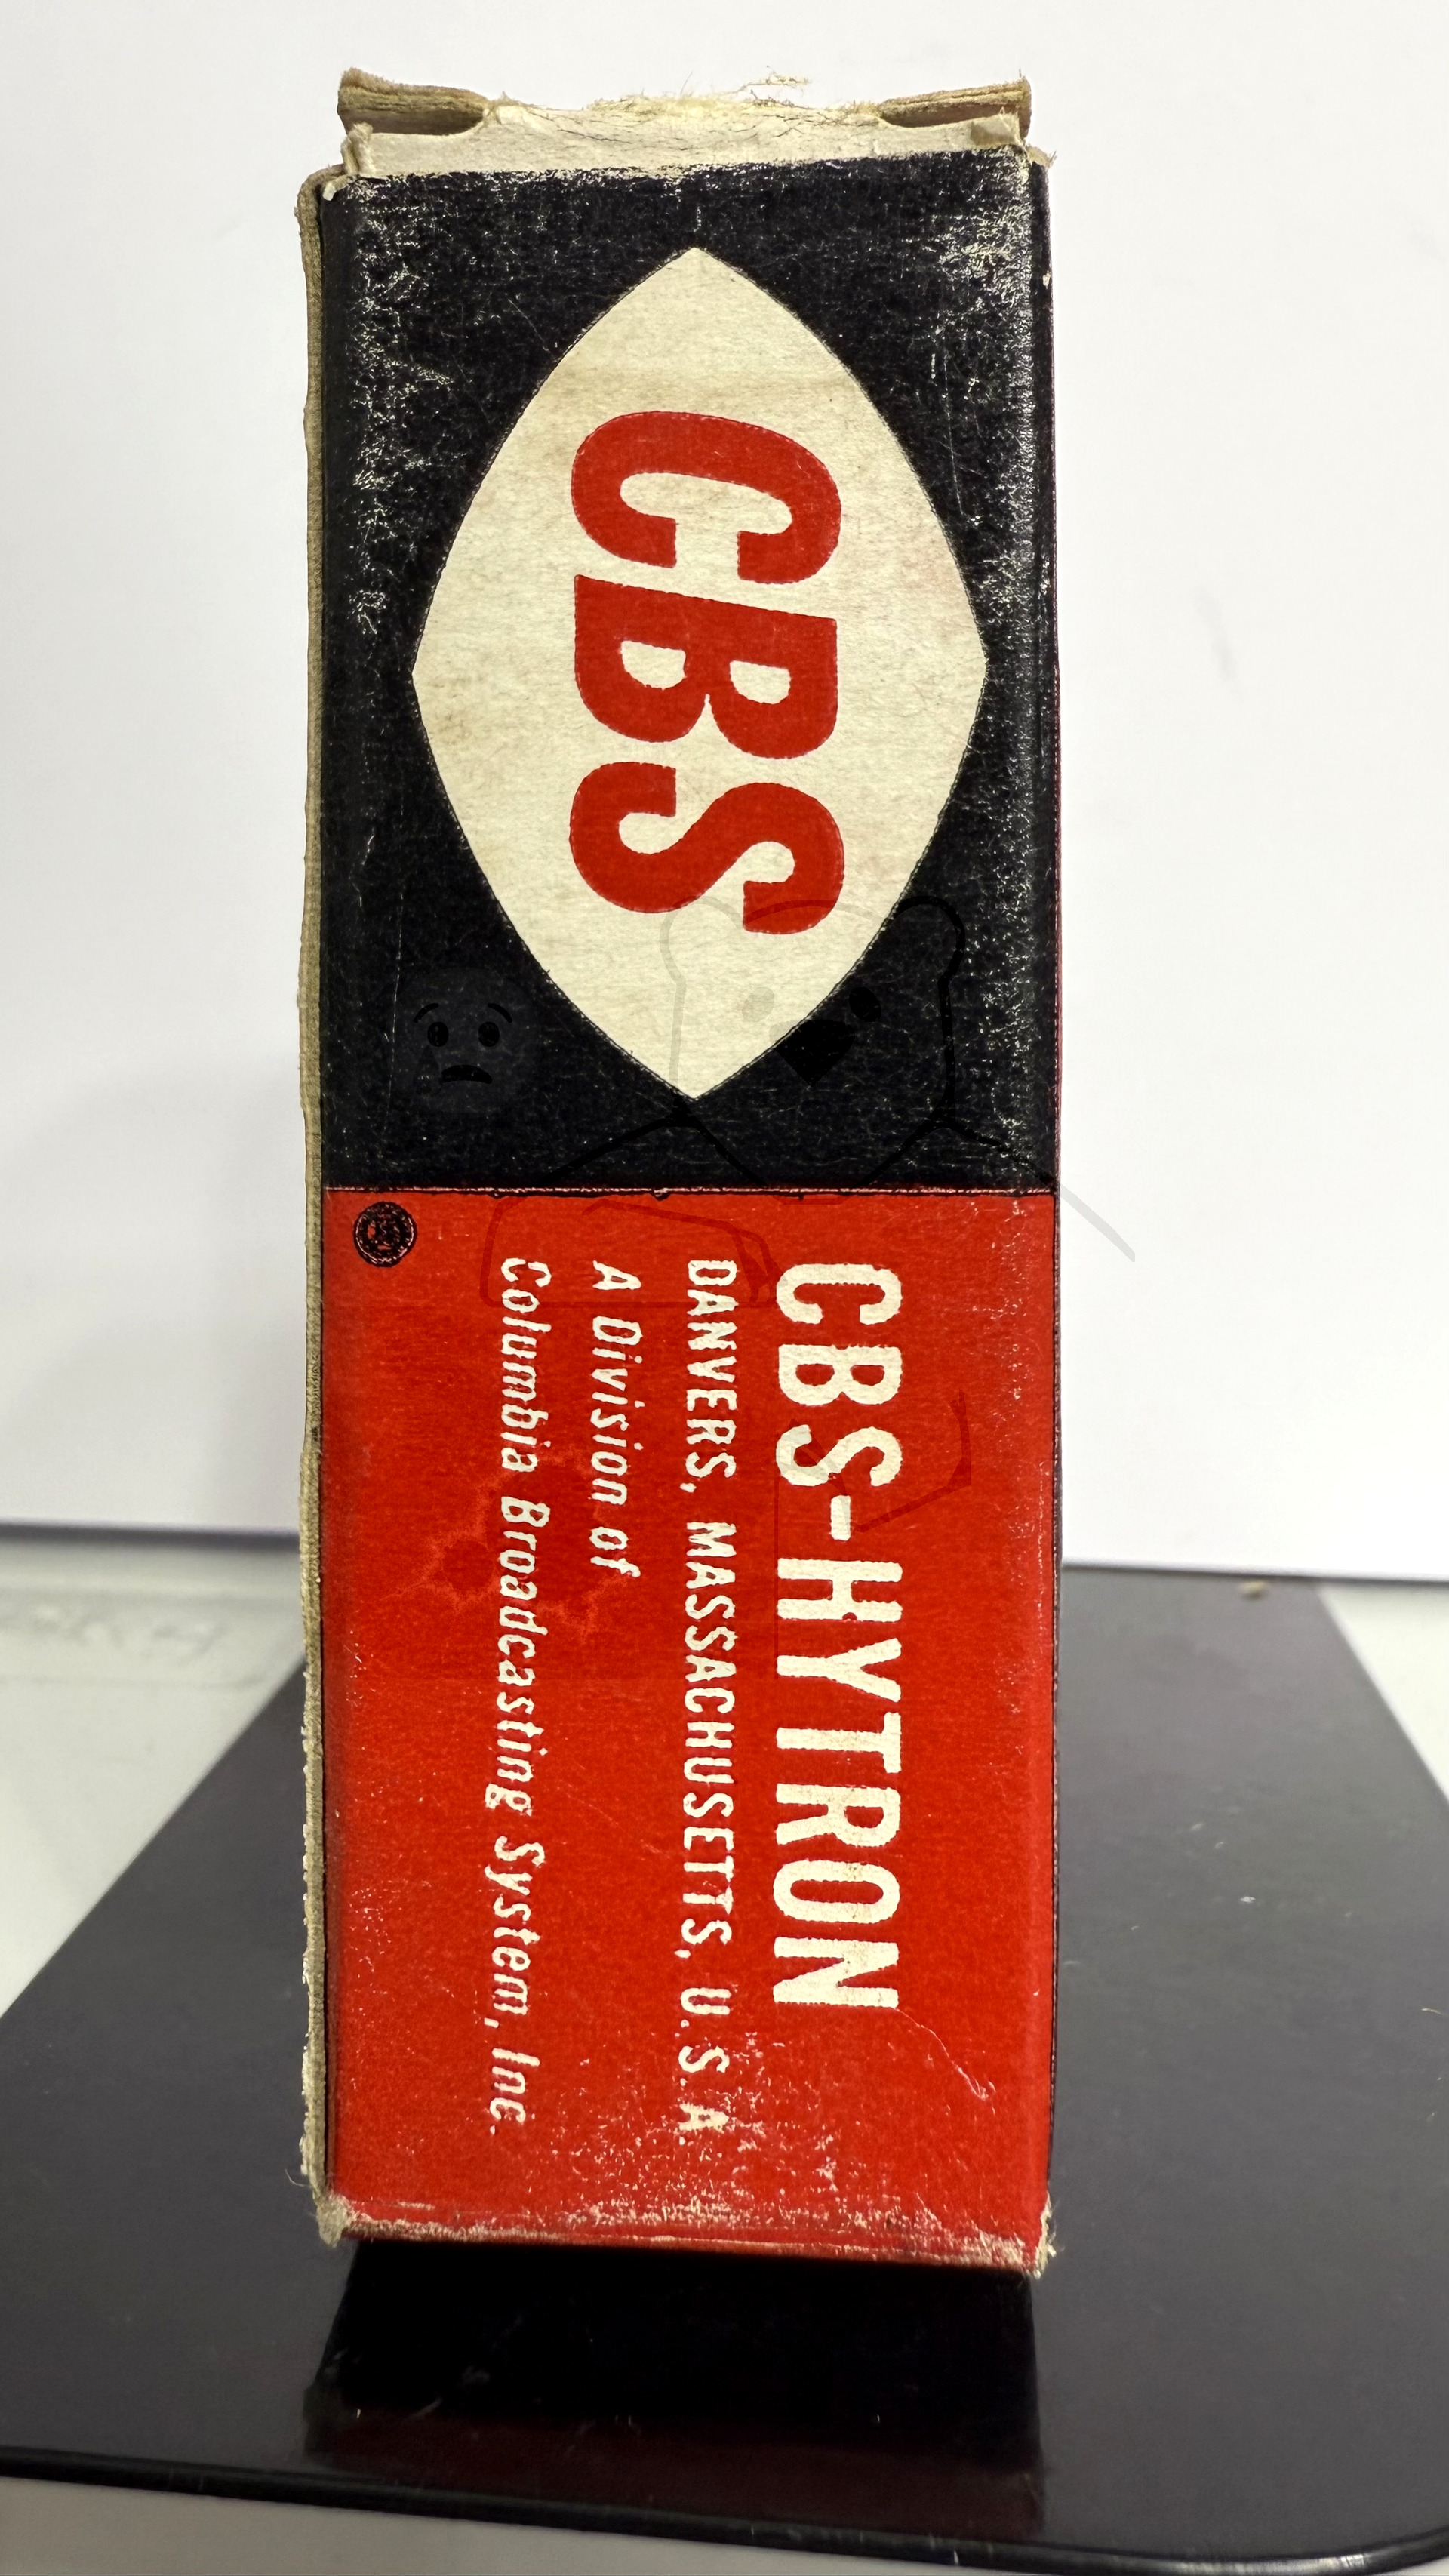 CBS
CBS-HYTRON
DANVERS, MASSACHUSETTS, U.S.A.
A Division of
Columbia Broadcasting System, Inc.